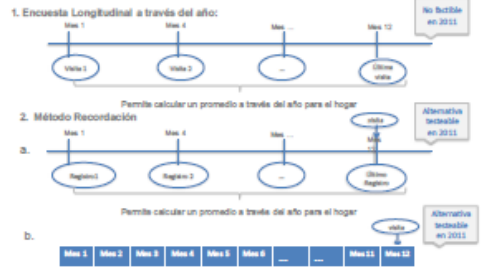 1. Encuesta Longitudinal a través del año:
No factible
en 2011
Mes 1
Mes 4
Mes ...
Mes 12
Visita 1
Visita 2
...
Última
visita
Permite calcular un promedio a través del año para el hogar
2. Método Recordación
visita
Alternativa
testeable
en 2011
a.
Mes 1
Mes 4
Mes ...
Mes
Registro 1
Registro 2
...
Último
Registro
Permite calcular un promedio a través del año para el hogar
b.
visita
Alternativa
testeable
en 2011
Mes 1 Mes 2 Mes 3 Mes 4 Mes 5 Mes 6 ... ... Mes 11 Mes 12